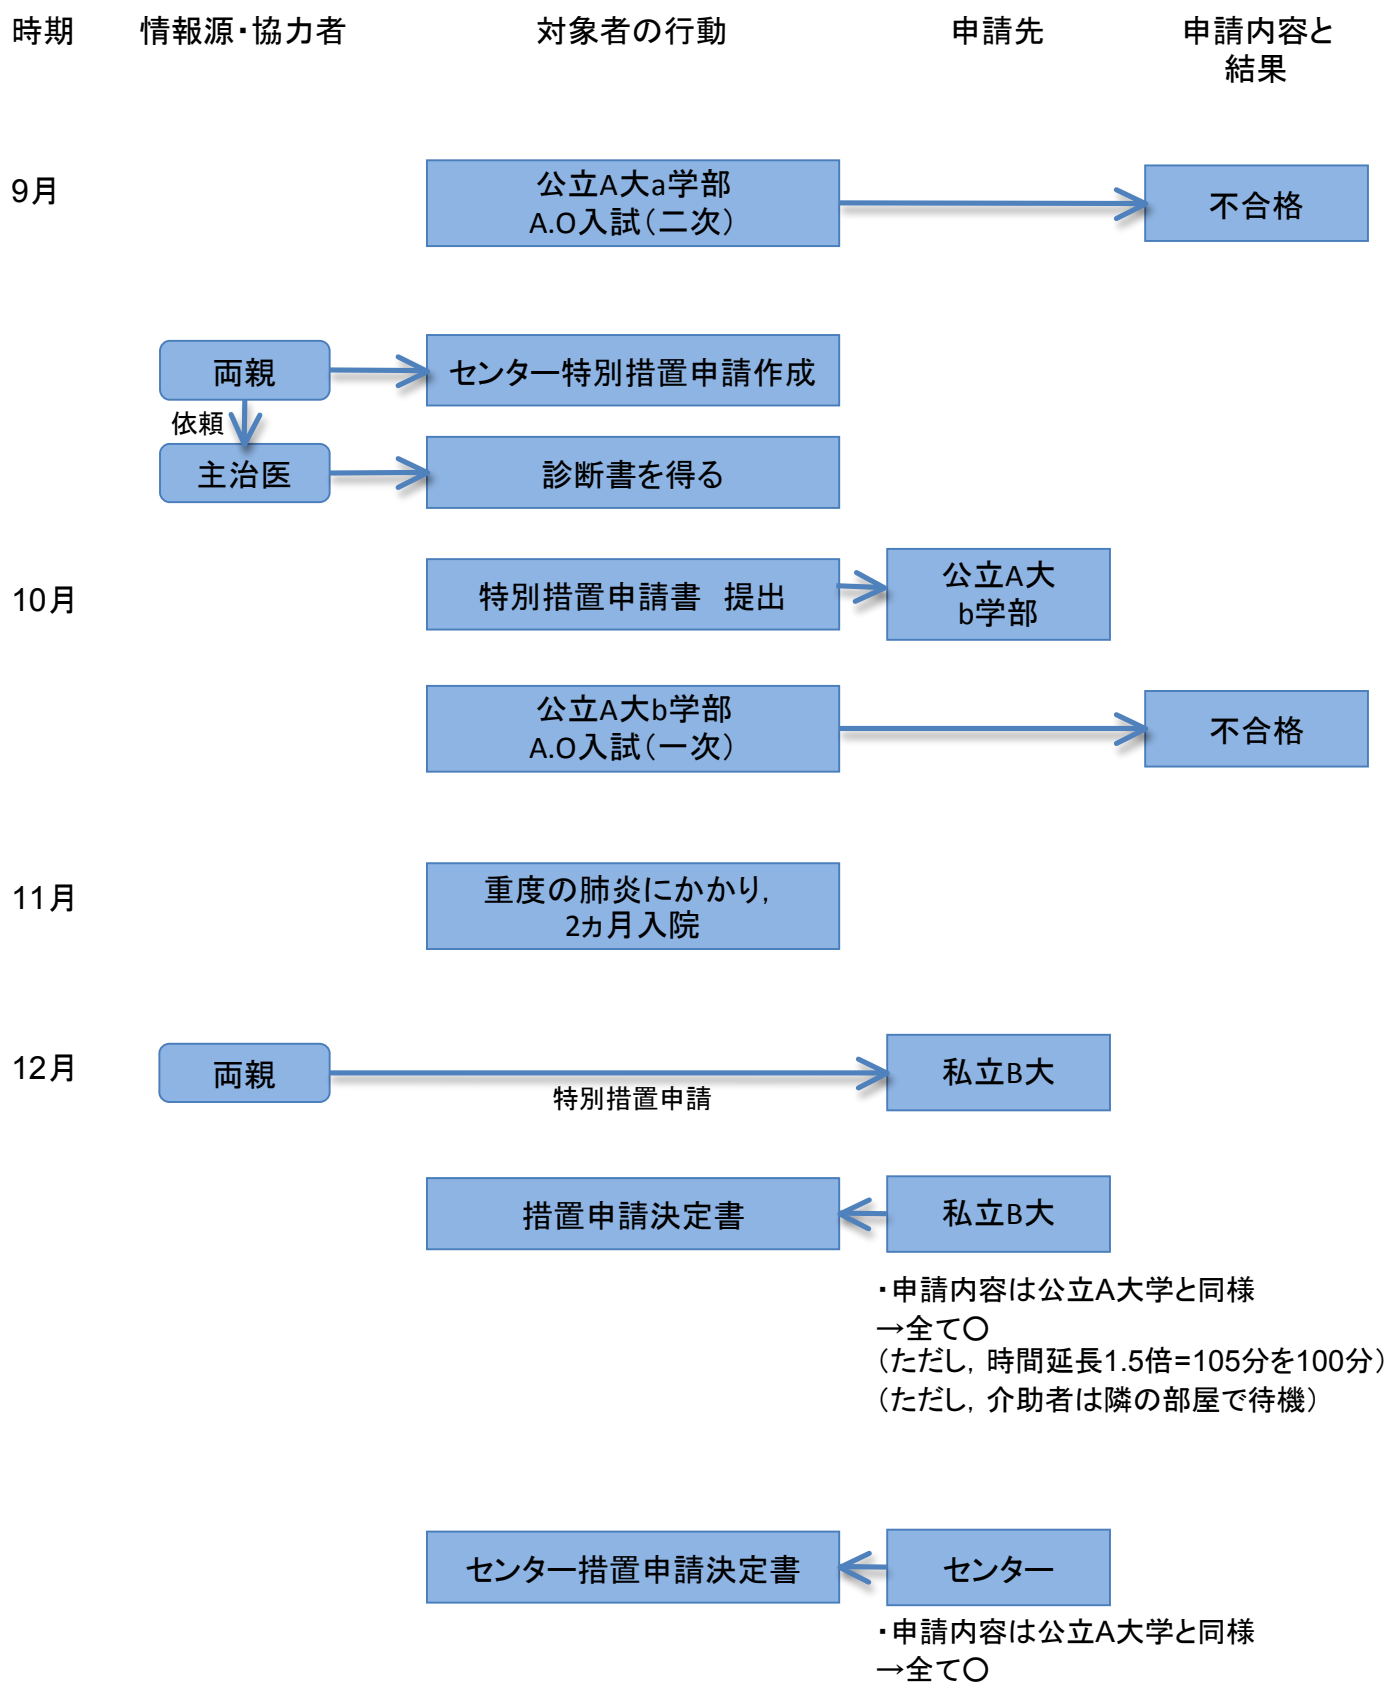 時期 情報源・協力者 対象者の行動 申請先 申請内容と
結果
9月
公立A大a学部
A.O入試(二次)
不合格
両親
センター特別措置申請作成
依頼
主治医
診断書を得る
10月
特別措置申請書 提出
公立A大
b学部
公立A大b学部
A.O入試(一次)
不合格
11月
重度の肺炎にかかり,
2ヵ月入院
12月
両親
特別措置申請
私立B大
措置申請決定書
私立B大
・申請内容は公立A大学と同様
→全て〇
(ただし, 時間延長1.5倍=105分を100分)
(ただし, 介助者は隣の部屋で待機)
センター措置申請決定書
センター
・申請内容は公立A大学と同様
→全て〇